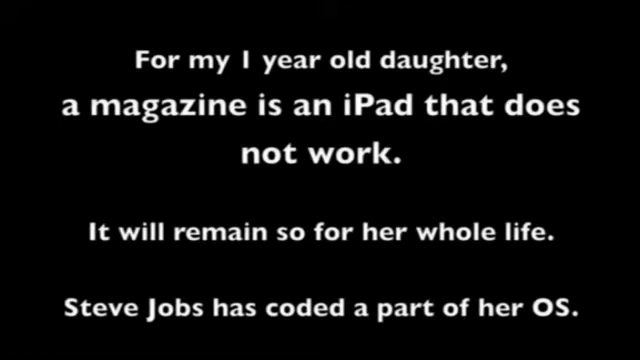 For my 1 year old daughter,
a magazine is an iPad that does
not work.
It will remain so for her whole life.
Steve Jobs has coded a part of her OS.